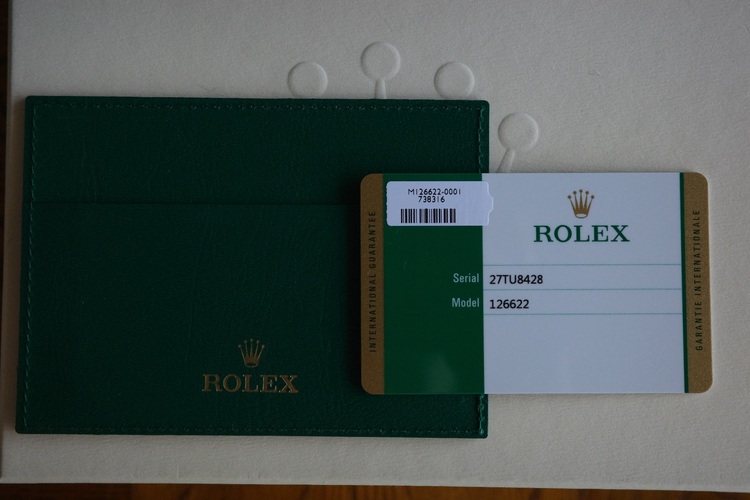 ROLEX
INTERNATIONAL GUARANTEE
M126622-0001
738316
ROLEX
Serial 27TU8428
Model 126622
GARANTIE INTERNATIONALE